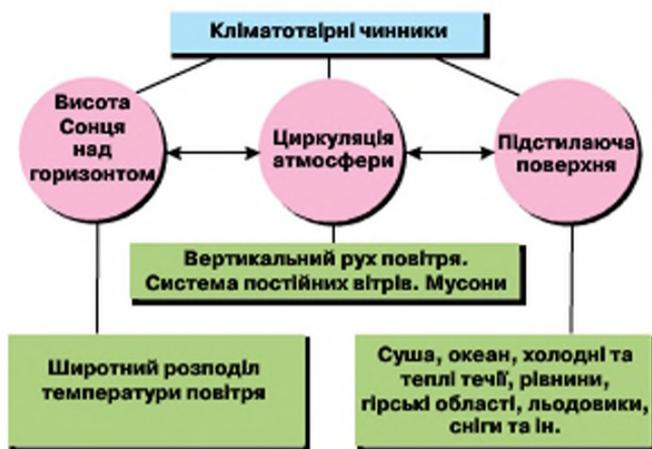 Кліматотвірні чинники
Висота
Сонця
над
горизонтом
Циркуляція
атмосфери
Підстилаюча
поверхня
Вертикальний рух повітря.
Система постійних вітрів. Мусони
Широтний розподіл
температури повітря
Суша, океан, холодні та
теплі течії, рівнини,
гірські області, льодовики,
сніги та ін.